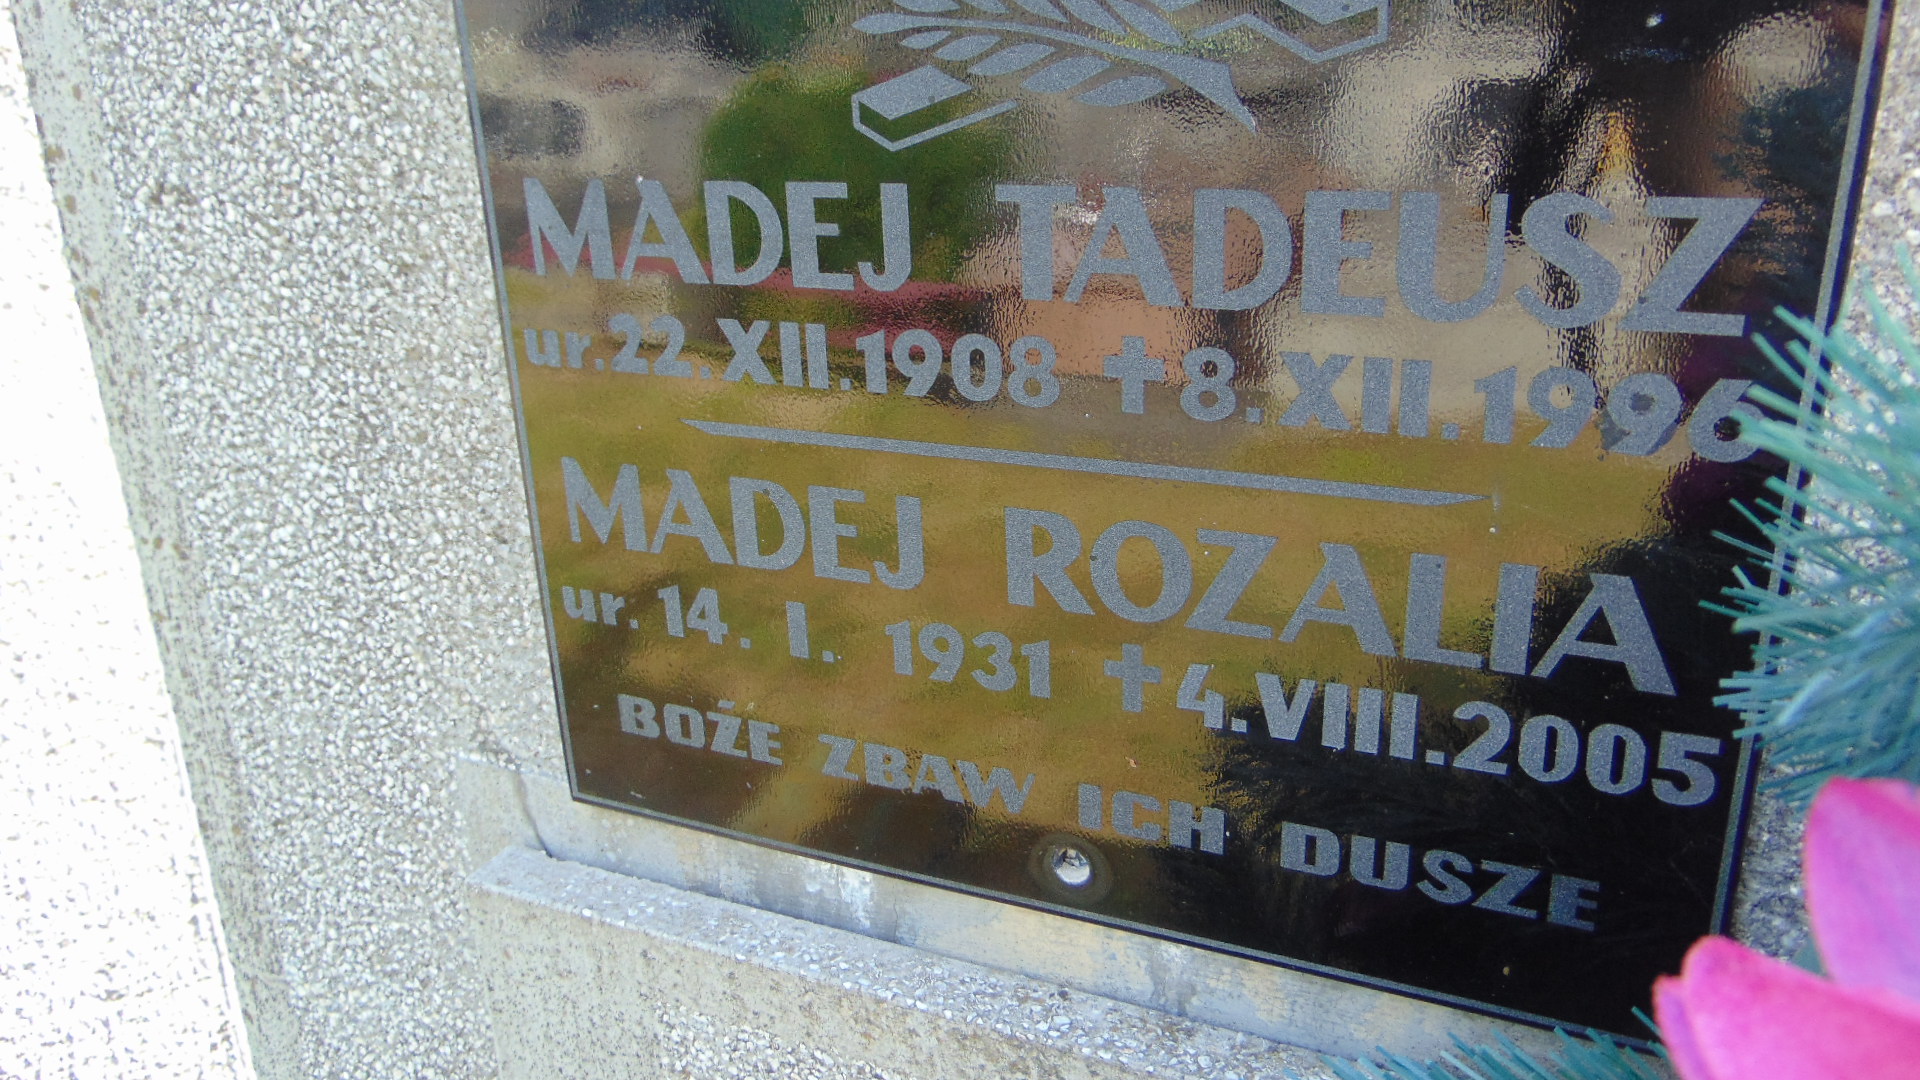 MADEJ TADEUSZ
ur. 22. XII. 1908 ✝ 8. XII. 1996
MADEJ ROZALIA
ur. 14. I. 1931 ✝ 4. VIII. 2005
BOŻE ZBAW ICH DUSZE